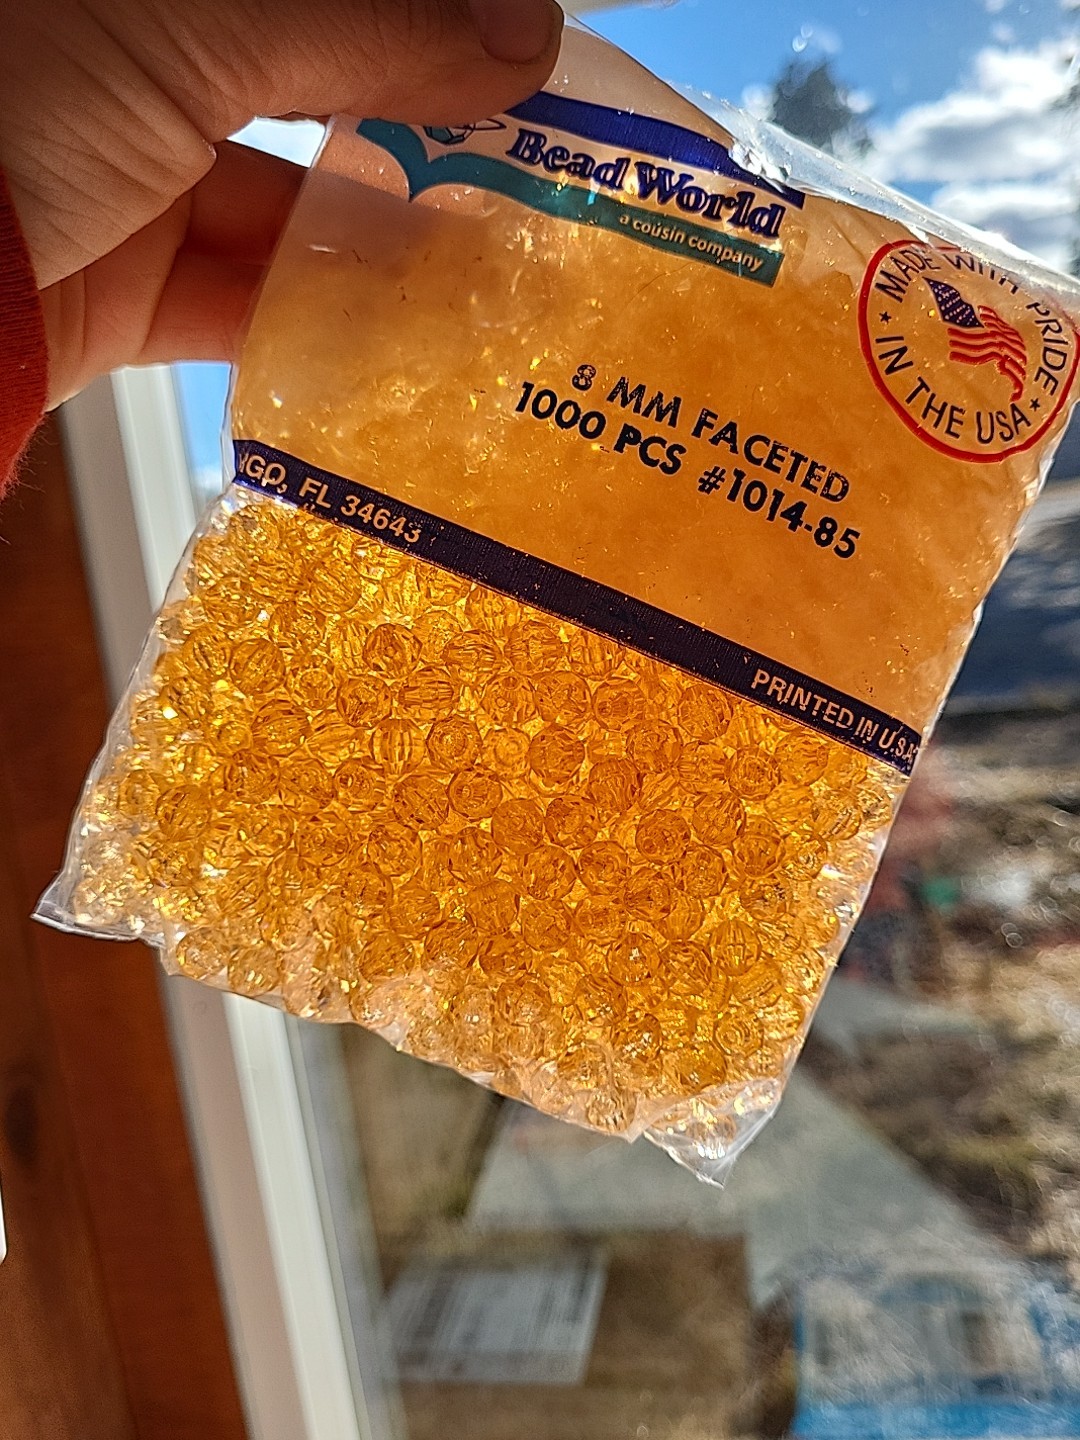 Bead World
a cousin company
MADE WITH PRIDE
IN THE USA
8 MM FACETED
1000 PCS #1014-85
FL 34643
PRINTED IN U.S.A.